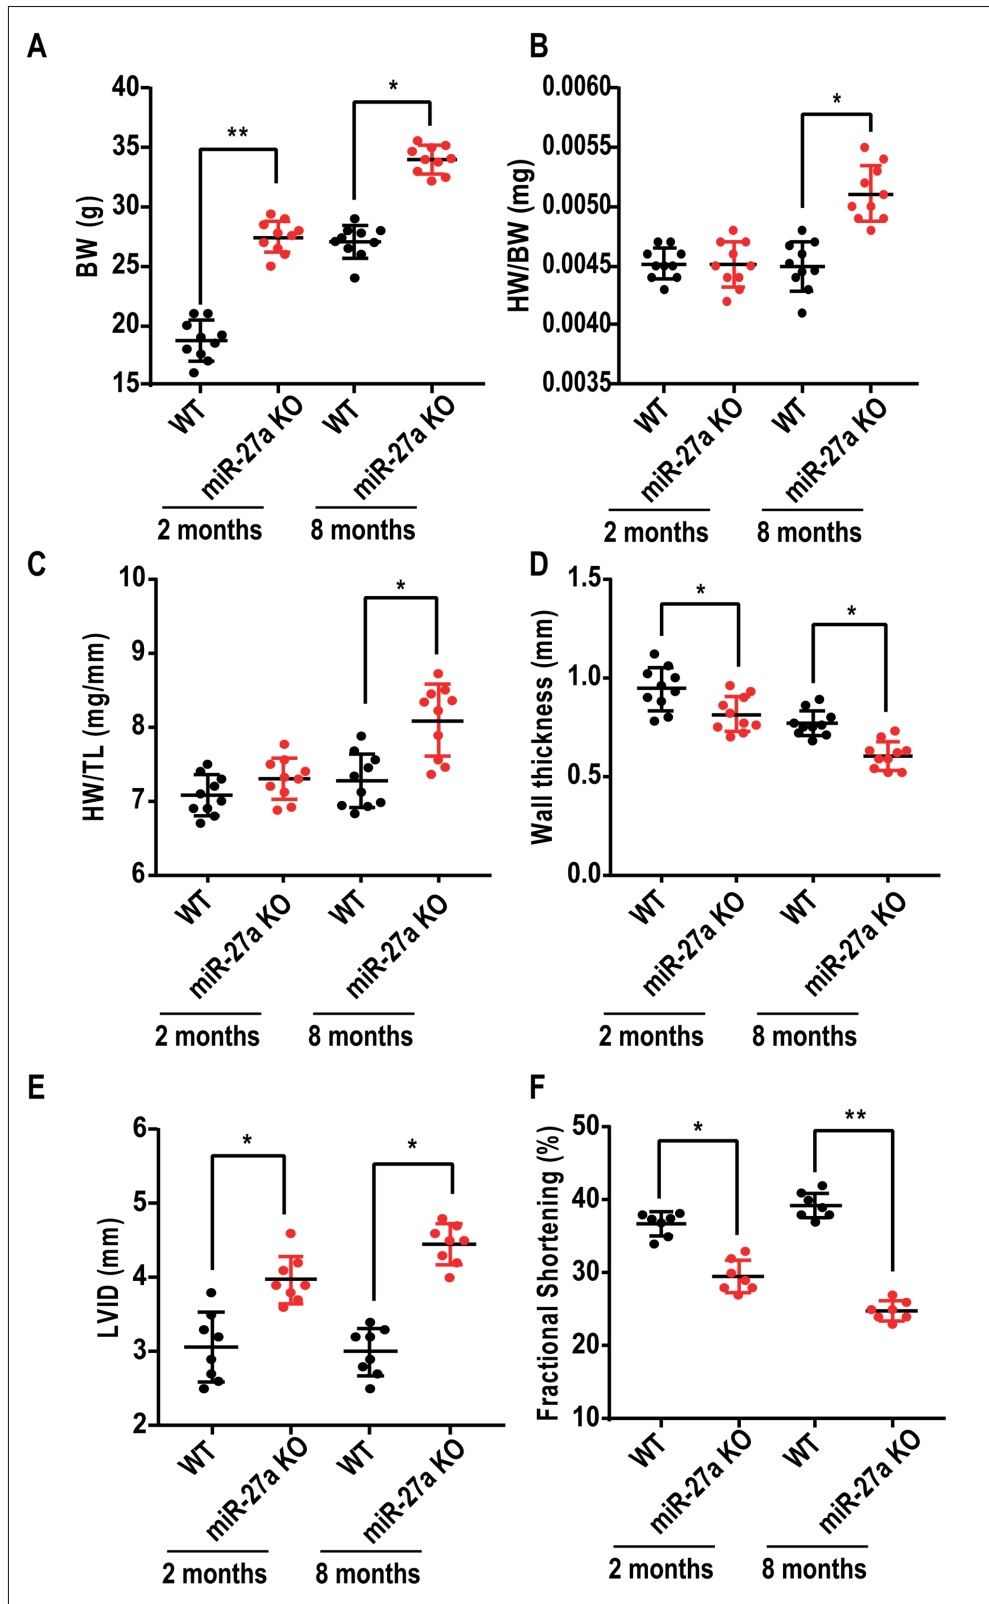 A
BW (g)
40
35
30
25
20
15
**
*
WT
miR-27a KO
WT
miR-27a KO
2 months
8 months
B
HW/BW (mg)
0.0060
0.0055
0.0050
0.0045
0.0040
0.0035
*
WT
miR-27a KO
WT
miR-27a KO
2 months
8 months
C
HW/TL (mg/mm)
10
9
8
7
6
*
WT
miR-27a KO
WT
miR-27a KO
2 months
8 months
D
Wall thickness (mm)
1.5
1.0
0.5
0.0
*
*
WT
miR-27a KO
WT
miR-27a KO
2 months
8 months
E
LVID (mm)
6
5
4
3
2
*
*
WT
miR-27a KO
WT
miR-27a KO
2 months
8 months
F
Fractional Shortening (%)
50
40
30
20
10
*
**
WT
miR-27a KO
WT
miR-27a KO
2 months
8 months